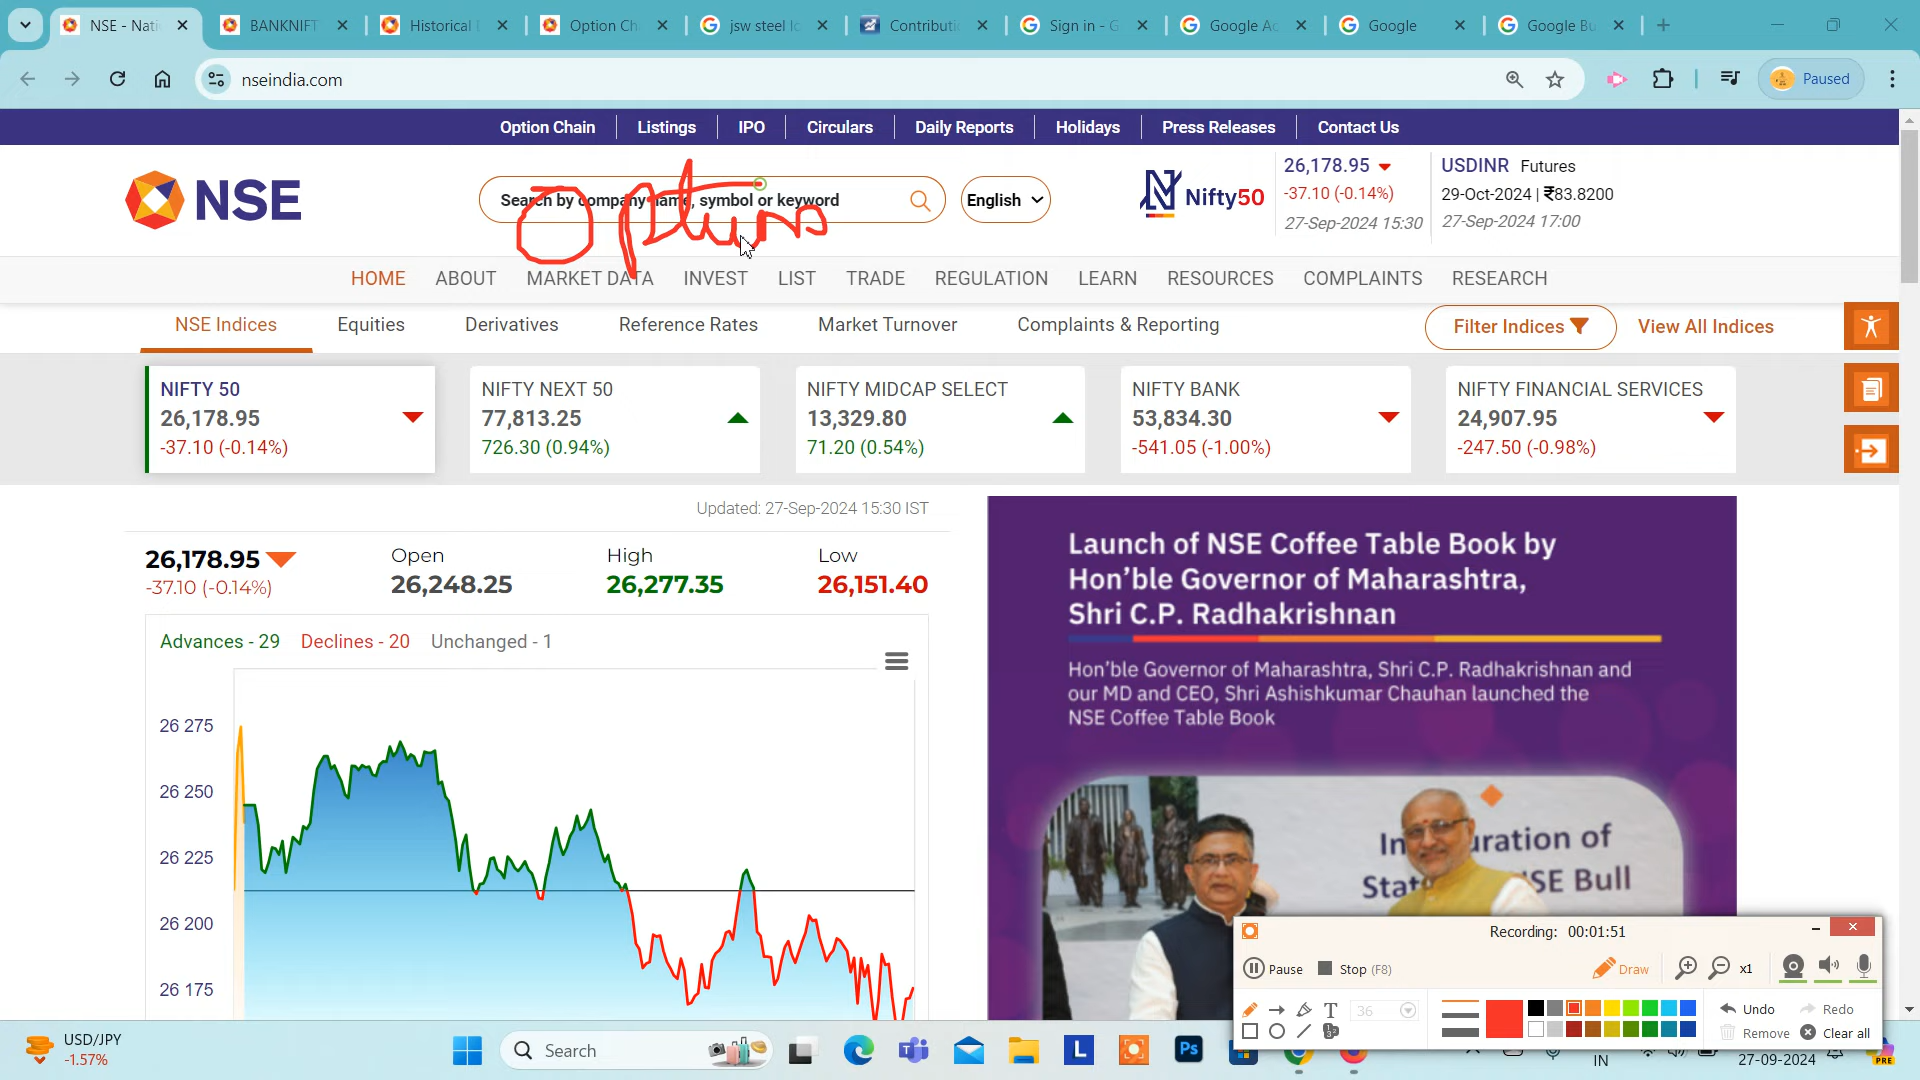 NSE - Nati
BANKNIFT
Historical
Option Ch
jsw steel lo
Contributi
Sign in - G
Google Ac
Google
Google Bu
nseindia.com
Paused
Option Chain Listings IPO Circulars Daily Reports Holidays Press Releases Contact Us
NSE
Search by company name, symbol or keyword
Options
English
Nifty50
26,178.95
-37.10 (-0.14%)
27-Sep-2024 15:30
USDINR Futures
29-Oct-2024 | ₹83.8200
27-Sep-2024 17:00
HOME ABOUT MARKET DATA INVEST LIST TRADE REGULATION LEARN RESOURCES COMPLAINTS RESEARCH
NSE Indices Equities Derivatives Reference Rates Market Turnover Complaints & Reporting Filter Indices View All Indices
NIFTY 50
26,178.95
-37.10 (-0.14%)
NIFTY NEXT 50
77,813.25
726.30 (0.94%)
NIFTY MIDCAP SELECT
13,329.80
71.20 (0.54%)
NIFTY BANK
53,834.30
-541.05 (-1.00%)
NIFTY FINANCIAL SERVICES
24,907.95
-247.50 (-0.98%)
Updated: 27-Sep-2024 15:30 IST
26,178.95
-37.10 (-0.14%)
Open
26,248.25
High
26,277.35
Low
26,151.40
Advances - 29 Declines - 20 Unchanged - 1
26 275
26 250
26 225
26 200
26 175
Launch of NSE Coffee Table Book by
Hon'ble Governor of Maharashtra,
Shri C.P. Radhakrishnan
Hon'ble Governor of Maharashtra, Shri C.P. Radhakrishnan and
our MD and CEO, Shri Ashishkumar Chauhan launched the
NSE Coffee Table Book
Recording: 00:01:51
Pause Stop (F8) Draw x1
36
Undo Redo
Remove Clear all
USD/JPY
-1.57%
Search
L
Ps
IN
27-09-2024
PRE